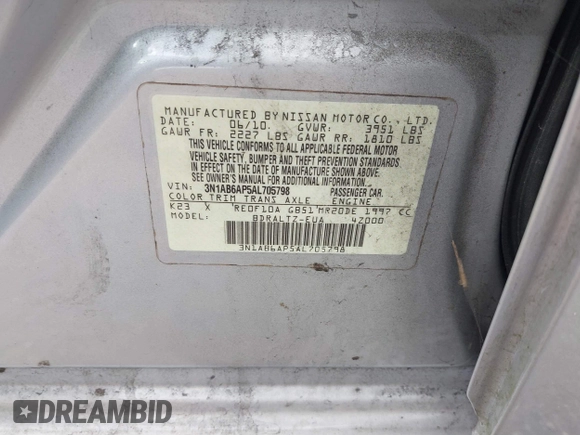 MANUFACTURED BY NISSAN MOTOR CO., LTD.
DATE: 06/10. GVWR: 3951 LBS
GAWR FR: 2227 LBS GAWR RR: 1810 LBS
THIS VEHICLE CONFORMS TO ALL APPLICABLE FEDERAL MOTOR
VEHICLE SAFETY, BUMPER AND THEFT PREVENTION STANDARDS
IN EFFECT ON THE DATE OF MANUFACTURE SHOWN ABOVE.
SEE OWNER'S MANUAL FOR ADDITIONAL INFORMATION.
VIN: 3N1AB6AP5AL705798 PASSENGER CAR.
COLOR TRIM TRANS AXLE ENGINE
K23 X RE0F10A GB51 MR20DE 1997 CC
MODEL: BDRALTZ-EUA 4Z000
3N1AB6AP5AL705798
DREAMBID